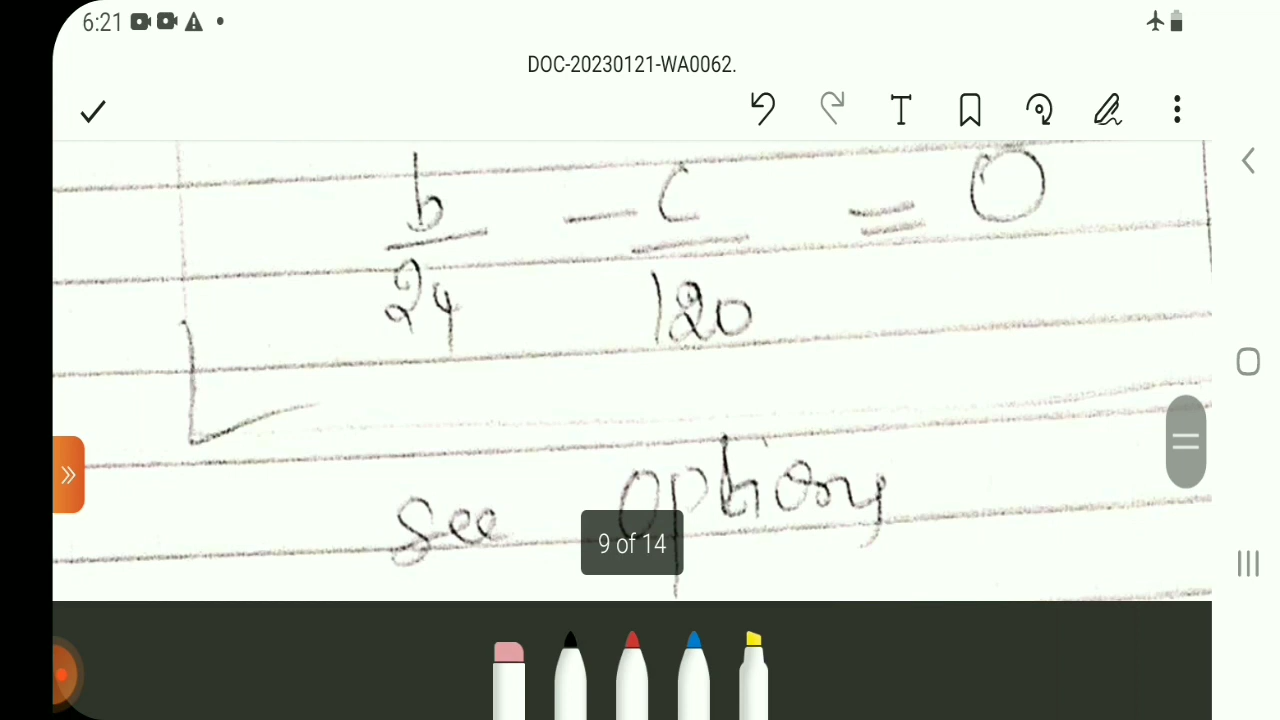 6:21
DOC-20230121-WA0062.
b/24 - c/120 = 0
see options
9 of 14